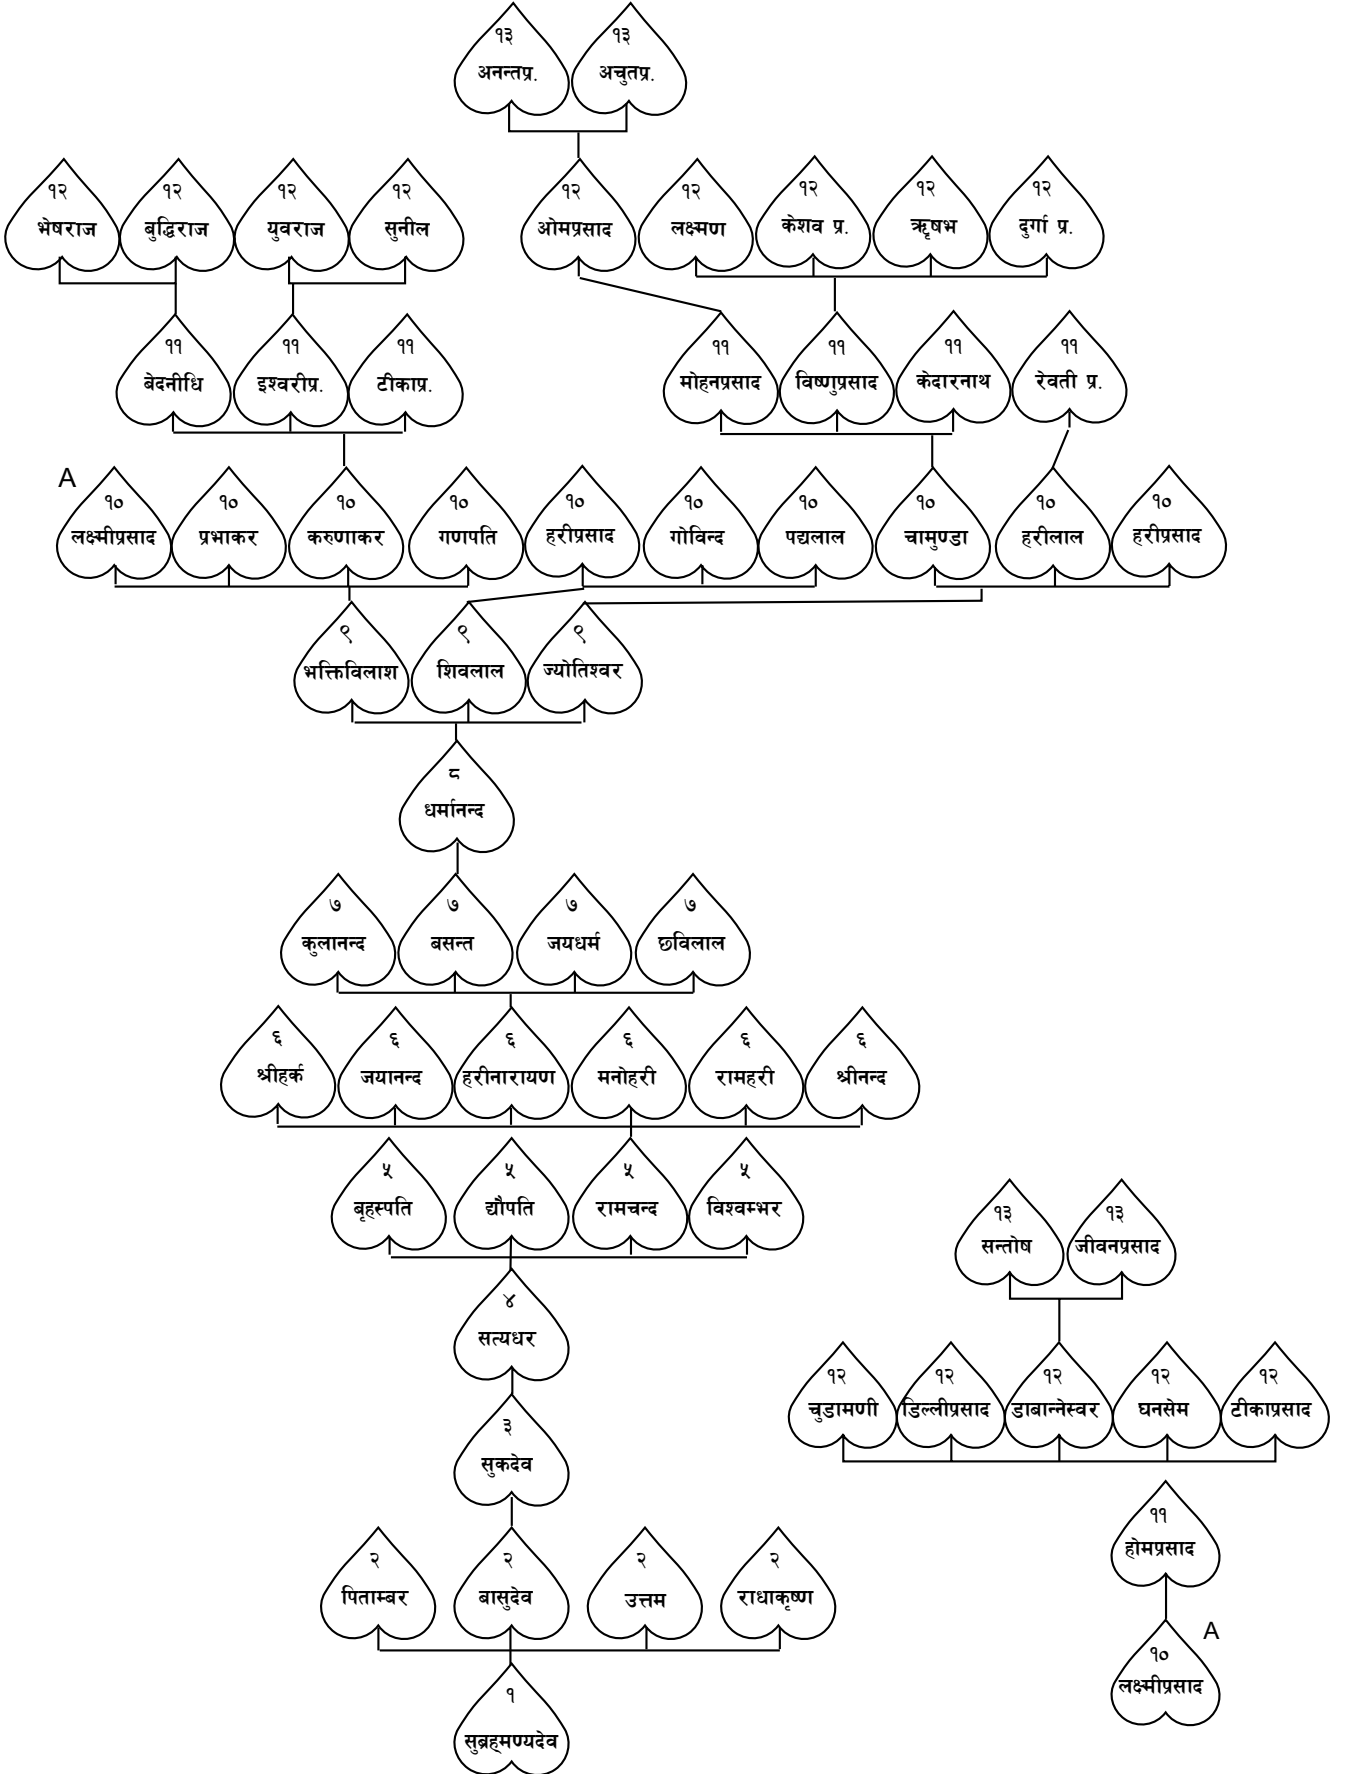 १३ १३
अनन्तप्र. अचुतप्र.
१२ १२ १२ १२ १२ १२ १२ १२ १२
भेषराज बुद्धिराज युवराज सुनील ओमप्रसाद लक्ष्मण केशव प्र. ऋषभ दुर्गा प्र.
११ ११ ११ ११ ११ ११ ११
बेदनीधि इश्वरीप्र. टीकाप्र. मोहनप्रसाद विष्णुप्रसाद केदारनाथ रेवती प्र.
A
१० १० १० १० १० १० १० १० १० १०
लक्ष्मीप्रसाद प्रभाकर करुणाकर गणपति हरीप्रसाद गोविन्द पद्यलाल चामुण्डा हरीलाल हरीप्रसाद
९ ९ ९
भक्तिविलाश शिवलाल ज्योतिश्वर
८
धर्मानन्द
७ ७ ७ ७
कुलानन्द बसन्त जयधर्म छविलाल
६ ६ ६ ६ ६ ६
श्रीहर्क जयानन्द हरीनारायण मनोहरी रामहरी श्रीनन्द
५ ५ ५ ५
बृहस्पति द्यौपति रामचन्द विश्वम्भर
४
सत्यधर
३
सुकदेव
२ २ २ २
पिताम्बर बासुदेव उत्तम राधाकृष्ण
१
सुब्रह्मण्यदेव
१३ १३
सन्तोष जीवनप्रसाद
१२ १२ १२ १२ १२
चुडामणी डिल्लीप्रसाद डाबान्नेस्वर घनसेम टीकाप्रसाद
११
होमप्रसाद
A
१०
लक्ष्मीप्रसाद